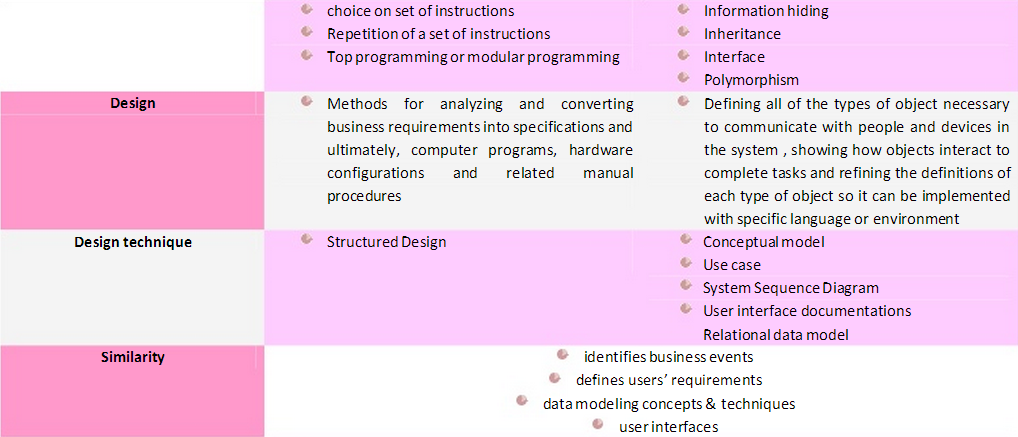 choice on set of instructions
Repetition of a set of instructions
Top programming or modular programming
Information hiding
Inheritance
Interface
Polymorphism
Design
Methods for analyzing and converting
business requirements into specifications and
ultimately, computer programs, hardware
configurations and related manual
procedures
Defining all of the types of object necessary
to communicate with people and devices in
the system , showing how objects interact to
complete tasks and refining the definitions of
each type of object so it can be implemented
with specific language or environment
Design technique
Structured Design
Conceptual model
Use case
System Sequence Diagram
User interface documentations
Relational data model
Similarity
identifies business events
defines users’ requirements
data modeling concepts & techniques
user interfaces